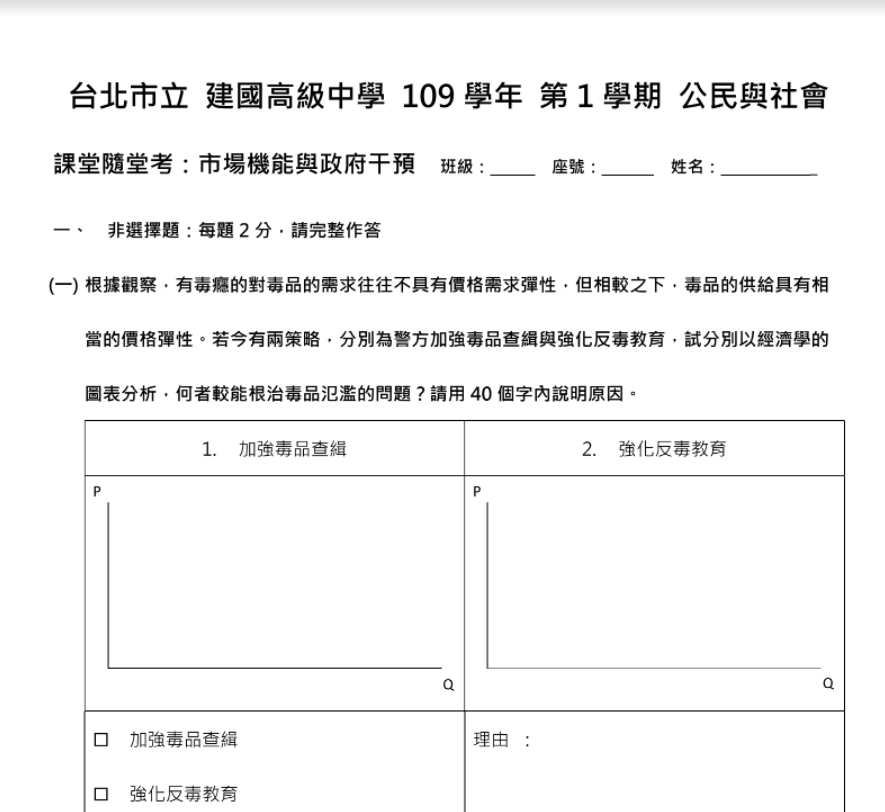 台北市立 建國高級中學 109 學年 第 1 學期 公民與社會
課堂隨堂考：市場機能與政府干預 班級：_____ 座號：_____ 姓名：_________
一、 非選擇題：每題 2 分，請完整作答
(一) 根據觀察，有毒癮的對毒品的需求往往不具有價格需求彈性，但相較之下，毒品的供給具有相
當的價格彈性。若今有兩策略，分別為警方加強毒品查緝與強化反毒教育，試分別以經濟學的
圖表分析，何者較能根治毒品氾濫的問題？請用 40 個字內說明原因。
1. 加強毒品查緝
2. 強化反毒教育
P
P
Q
Q
□ 加強毒品查緝
理由 ：
□ 強化反毒教育